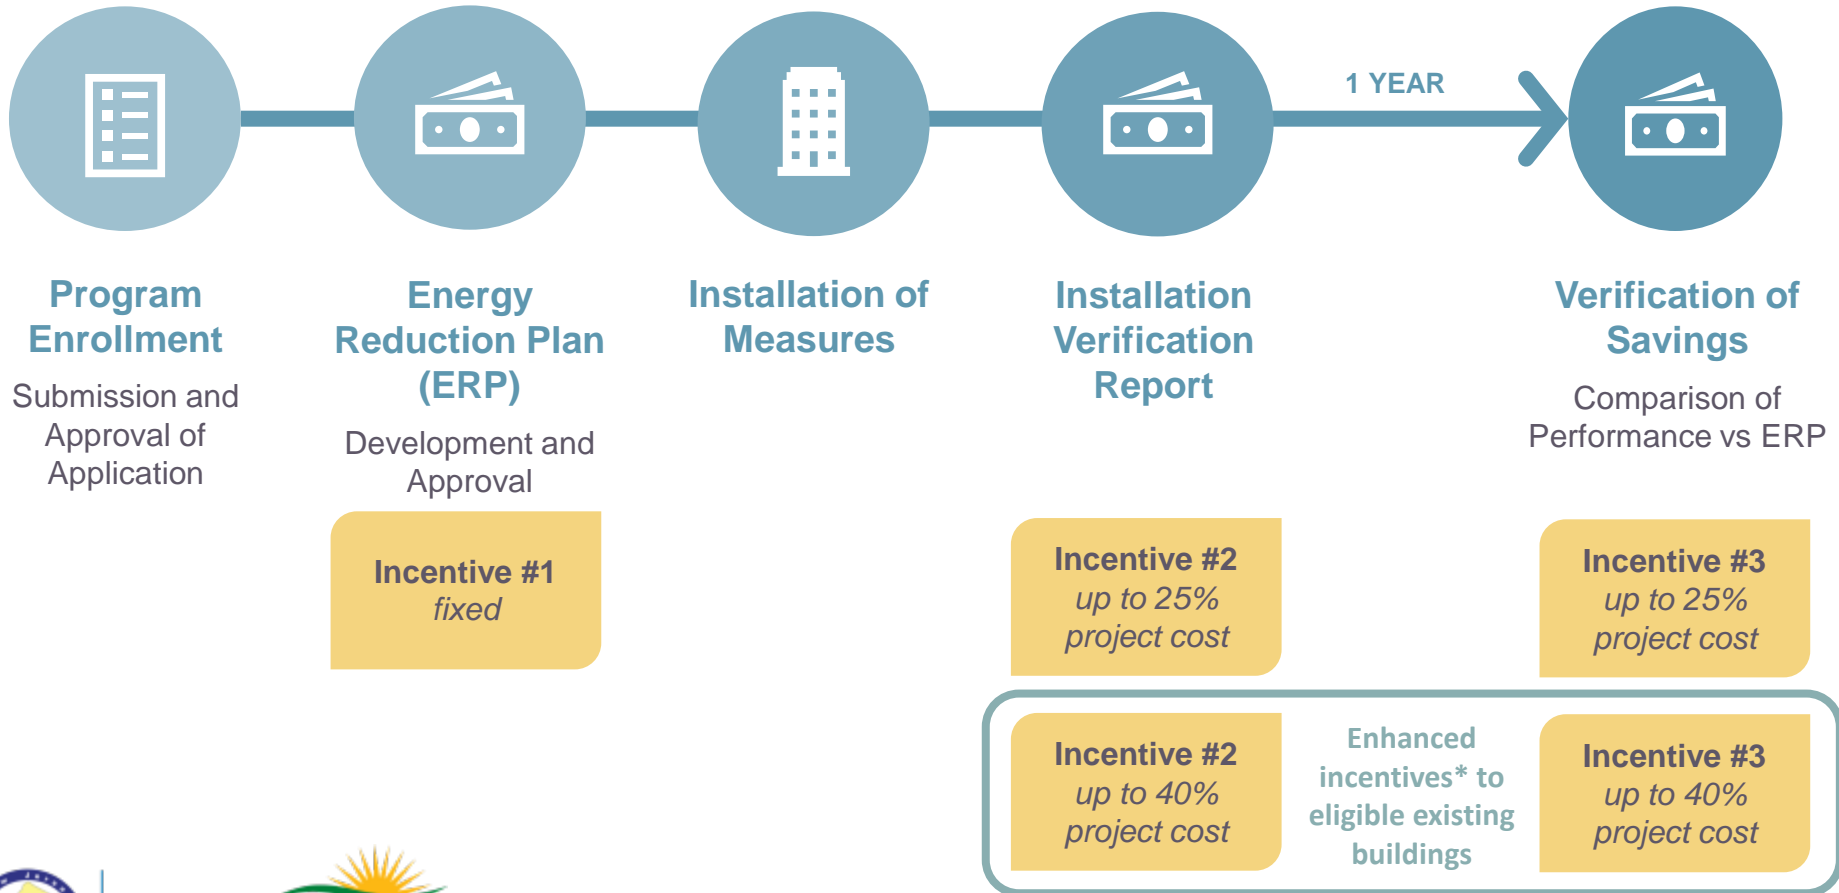 1 YEAR
Program
Enrollment
Submission and
Approval of
Application
Energy
Reduction Plan
(ERP)
Development and
Approval
Incentive #1
fixed
Installation of
Measures
Installation
Verification
Report
Verification of
Savings
Comparison of
Performance vs ERP
Incentive #2
up to 25%
project cost
Incentive #3
up to 25%
project cost
Incentive #2
up to 40%
project cost
Enhanced
incentives* to
eligible existing
buildings
Incentive #3
up to 40%
project cost